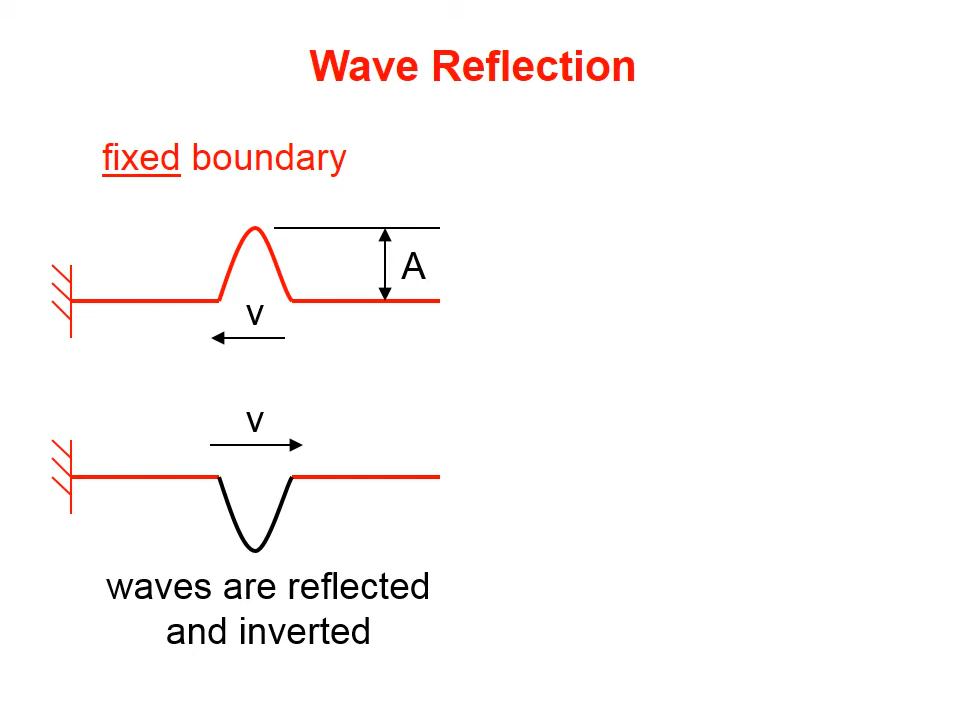 Wave Reflection
fixed boundary
A
v
v
waves are reflected
and inverted